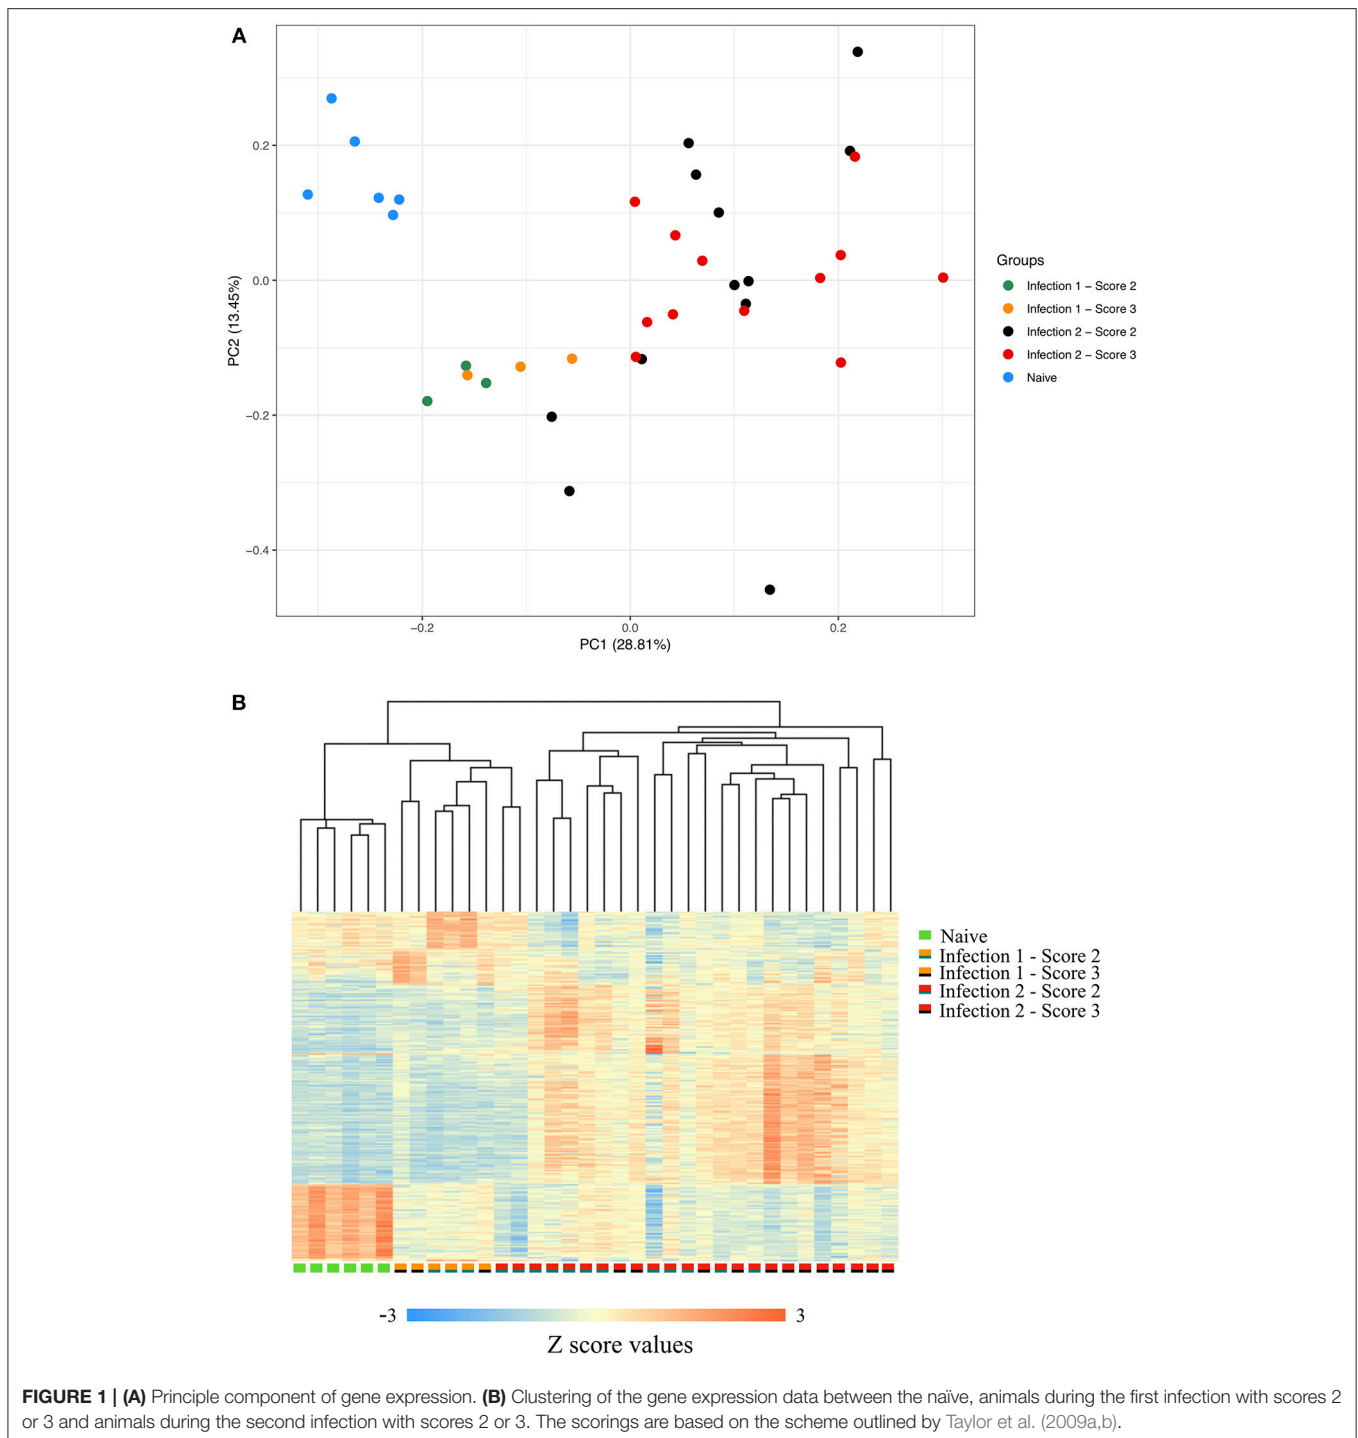 A
0.2
0.0
−0.2
−0.4
PC2 (13.45%)
−0.2
0.0
0.2
PC1 (28.81%)
Groups
Infection 1 − Score 2
Infection 1 − Score 3
Infection 2 − Score 2
Infection 2 − Score 3
Naive
B
Naive
Infection 1 - Score 2
Infection 1 - Score 3
Infection 2 - Score 2
Infection 2 - Score 3
-3
3
Z score values
FIGURE 1 | (A) Principle component of gene expression. (B) Clustering of the gene expression data between the naïve, animals during the first infection with scores 2
or 3 and animals during the second infection with scores 2 or 3. The scorings are based on the scheme outlined by Taylor et al. (2009a,b).